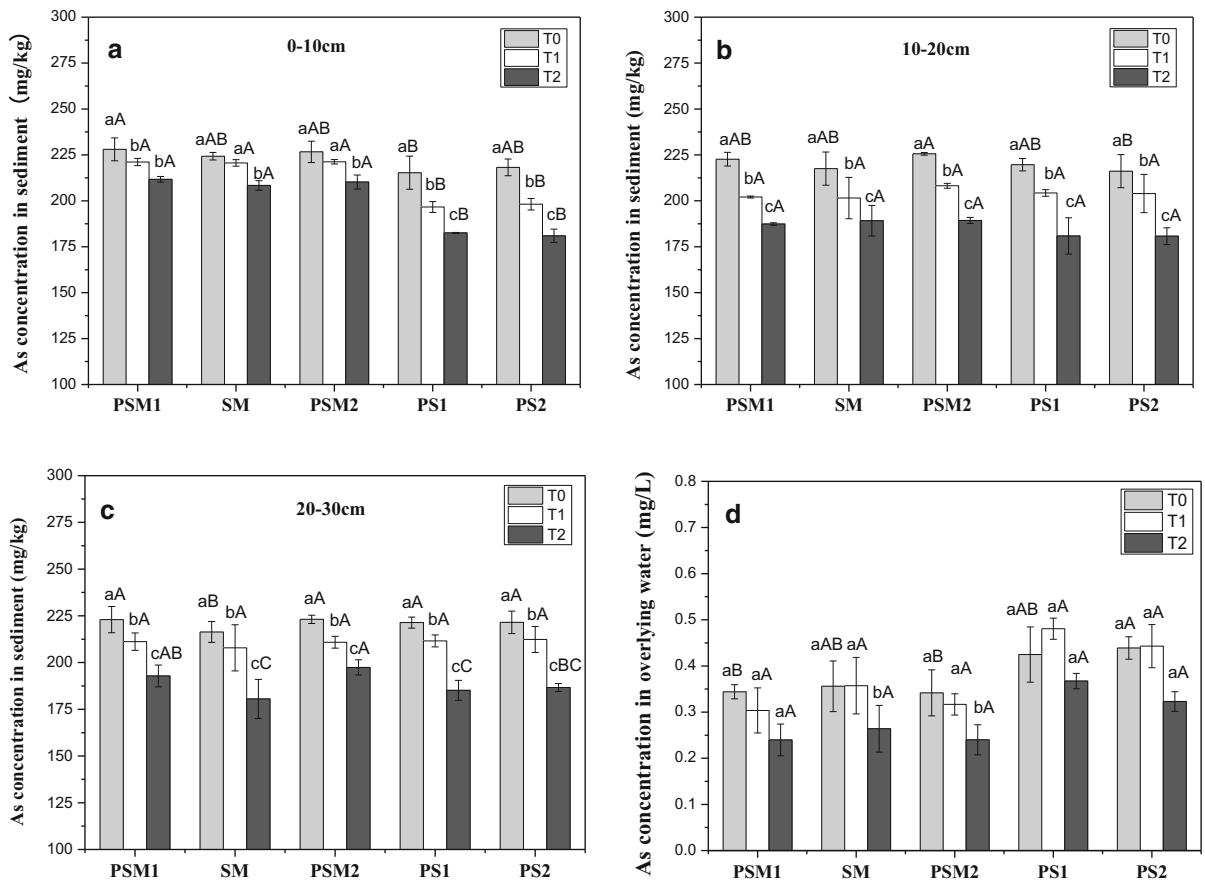 a
0-10cm
T0
T1
T2
As concentration in sediment (mg/kg)
300
275
250
225
200
175
150
125
100
aA
bA
bA
aAB
aA
bA
aAB
aA
bA
aA
bB
cB
aAB
bB
cB
PSM1 SM PSM2 PS1 PS2
b
10-20cm
T0
T1
T2
As concentration in sediment (mg/kg)
300
275
250
225
200
175
150
125
100
aAB
bA
cA
aAB
bA
cA
aA
bA
cA
aAB
bA
cA
aB
bA
cA
PSM1 SM PSM2 PS1 PS2
c
20-30cm
T0
T1
T2
As concentration in sediment (mg/kg)
300
275
250
225
200
175
150
125
100
aA
bA
cAB
aB
bA
cC
aA
bA
cA
aA
bA
cC
aA
bA
cBC
PSM1 SM PSM2 PS1 PS2
d
T0
T1
T2
As concentration in overlying water (mg/L)
0.8
0.7
0.6
0.5
0.4
0.3
0.2
0.1
0.0
aB
aA
aA
aAB
aA
bA
aB
aA
bA
aAB
aA
aA
aA
aA
aA
PSM1 SM PSM2 PS1 PS2